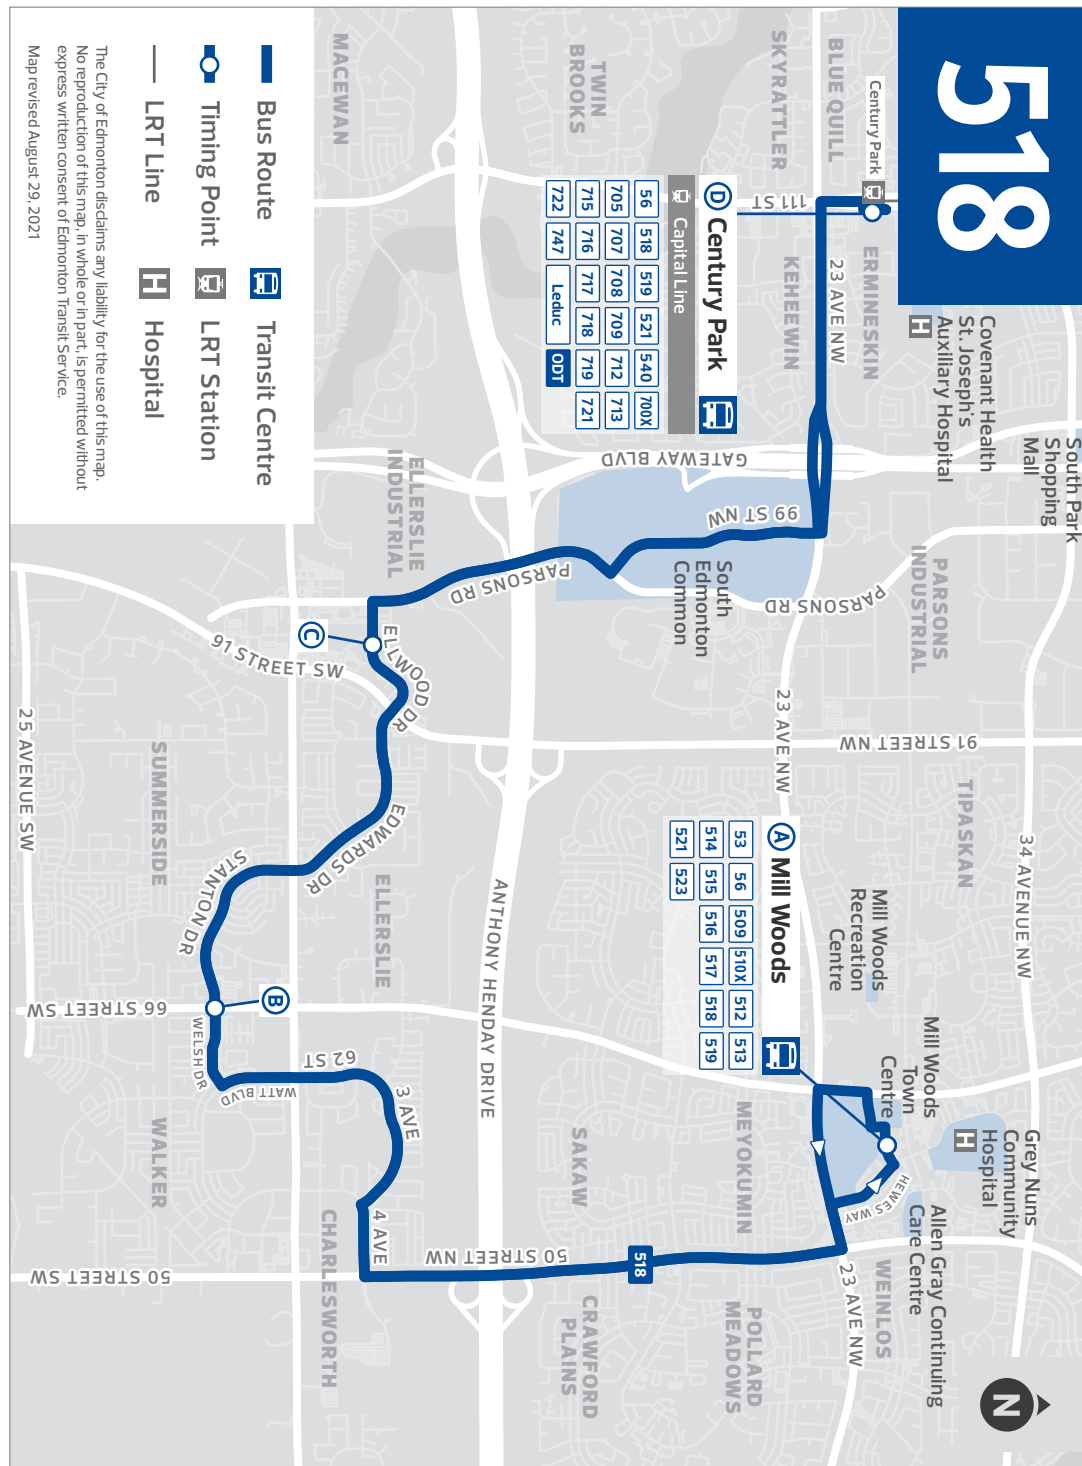 518
Century Park
BLUE QUILL
SKYRATTLER
TWIN
BROOKS
MACEWAN
ERMINESKIN
KEHEEWIN
111 ST
23 AVE NW
Covenant Health
St. Joseph's
Auxiliary Hospital
H
South Park
Shopping
Mall
D Century Park
Capital Line
56 518 519 521 540 700X
705 707 708 709 712 713
715 716 717 718 719 721
722 747 Leduc ODT
GATEWAY BLVD
99 ST NW
South
Edmonton
Common
PARSONS RD
PARSONS RD
PARSONS
INDUSTRIAL
ELLERSLIE
INDUSTRIAL
C
ELLWOOD DR
91 STREET SW
91 STREET NW
23 AVE NW
25 AVENUE SW
34 AVENUE NW
TIPASKAN
SUMMERSIDE
EDWARDS DR
STANTON DR
ELLERSLIE
ANTHONY HENDAY DRIVE
A Mill Woods
53 56 509 510X 512 513
514 515 516 517 518 519
521 523
Mill Woods
Recreation
Centre
Mill Woods
Town
Centre
Grey Nuns
Community
Hospital
H
Allen Gray Continuing
Care Centre
HEWES WAY
B
66 STREET SW
WELSH DR
WATT BLVD
62 ST
3 AVE
4 AVE
WALKER
CHARLESWORTH
SAKAW
MEYOKUMIN
50 STREET SW
50 STREET NW
518
23 AVE NW
WEINLOS
CRAWFORD
PLAINS
POLLARD
MEADOWS
N
Bus Route
Transit Centre
Timing Point
LRT Station
LRT Line
H Hospital
The City of Edmonton disclaims any liability for the use of this map.
No reproduction of this map, in whole or in part, is permitted without
express written consent of Edmonton Transit Service.
Map revised August 29, 2021